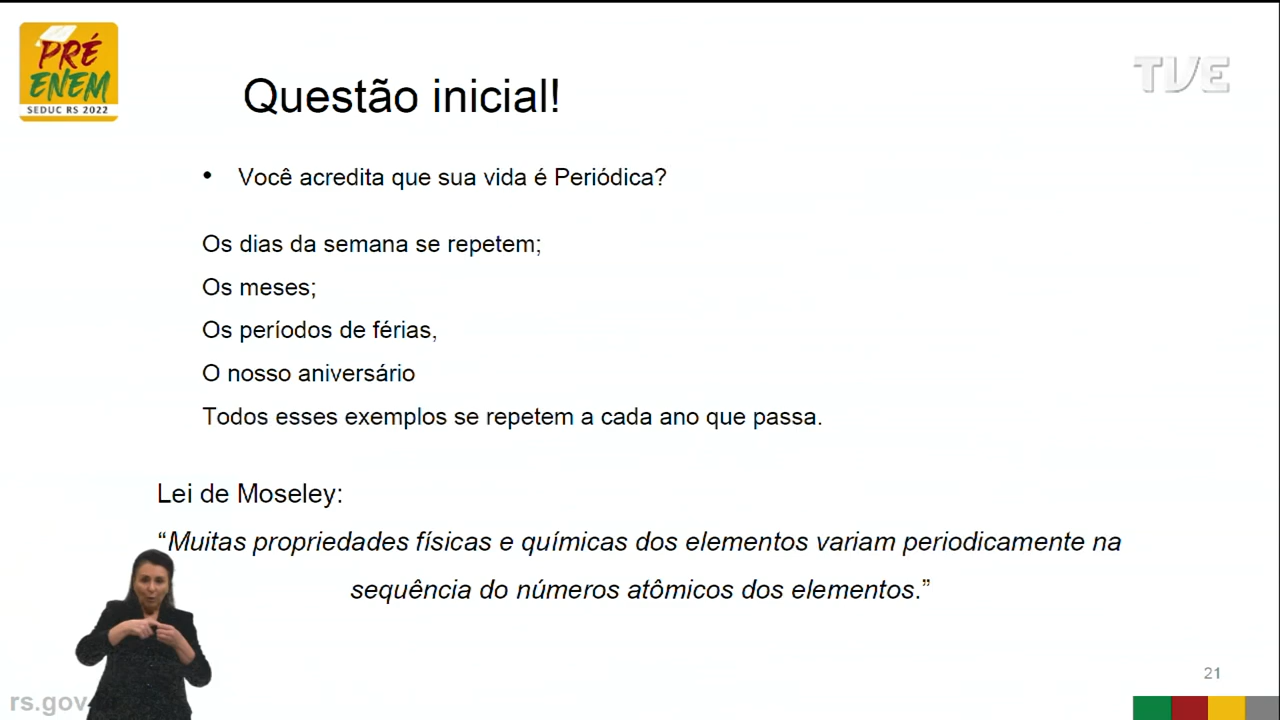 PRÉ
ENEM
SEDUC RS 2022
TVE
Questão inicial!
• Você acredita que sua vida é Periódica?
Os dias da semana se repetem;
Os meses;
Os períodos de férias,
O nosso aniversário
Todos esses exemplos se repetem a cada ano que passa.
Lei de Moseley:
“Muitas propriedades físicas e químicas dos elementos variam periodicamente na
sequência do números atômicos dos elementos.”
21
rs.gov